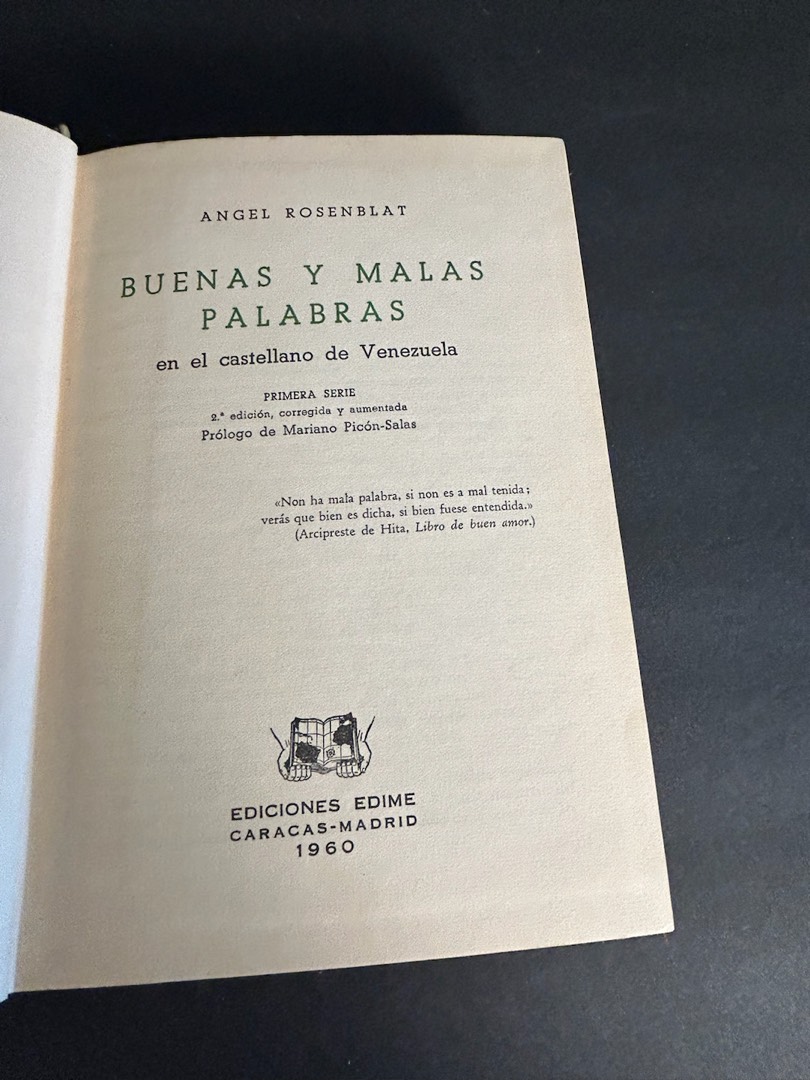 ANGEL ROSENBLAT
BUENAS Y MALAS
PALABRAS
en el castellano de Venezuela
PRIMERA SERIE
2.ª edición, corregida y aumentada
Prólogo de Mariano Picón-Salas
«Non ha mala palabra, si non es a mal tenida;
verás que bien es dicha, si bien fuese entendida.»
(Arcipreste de Hita, Libro de buen amor.)
EDICIONES EDIME
CARACAS-MADRID
1960